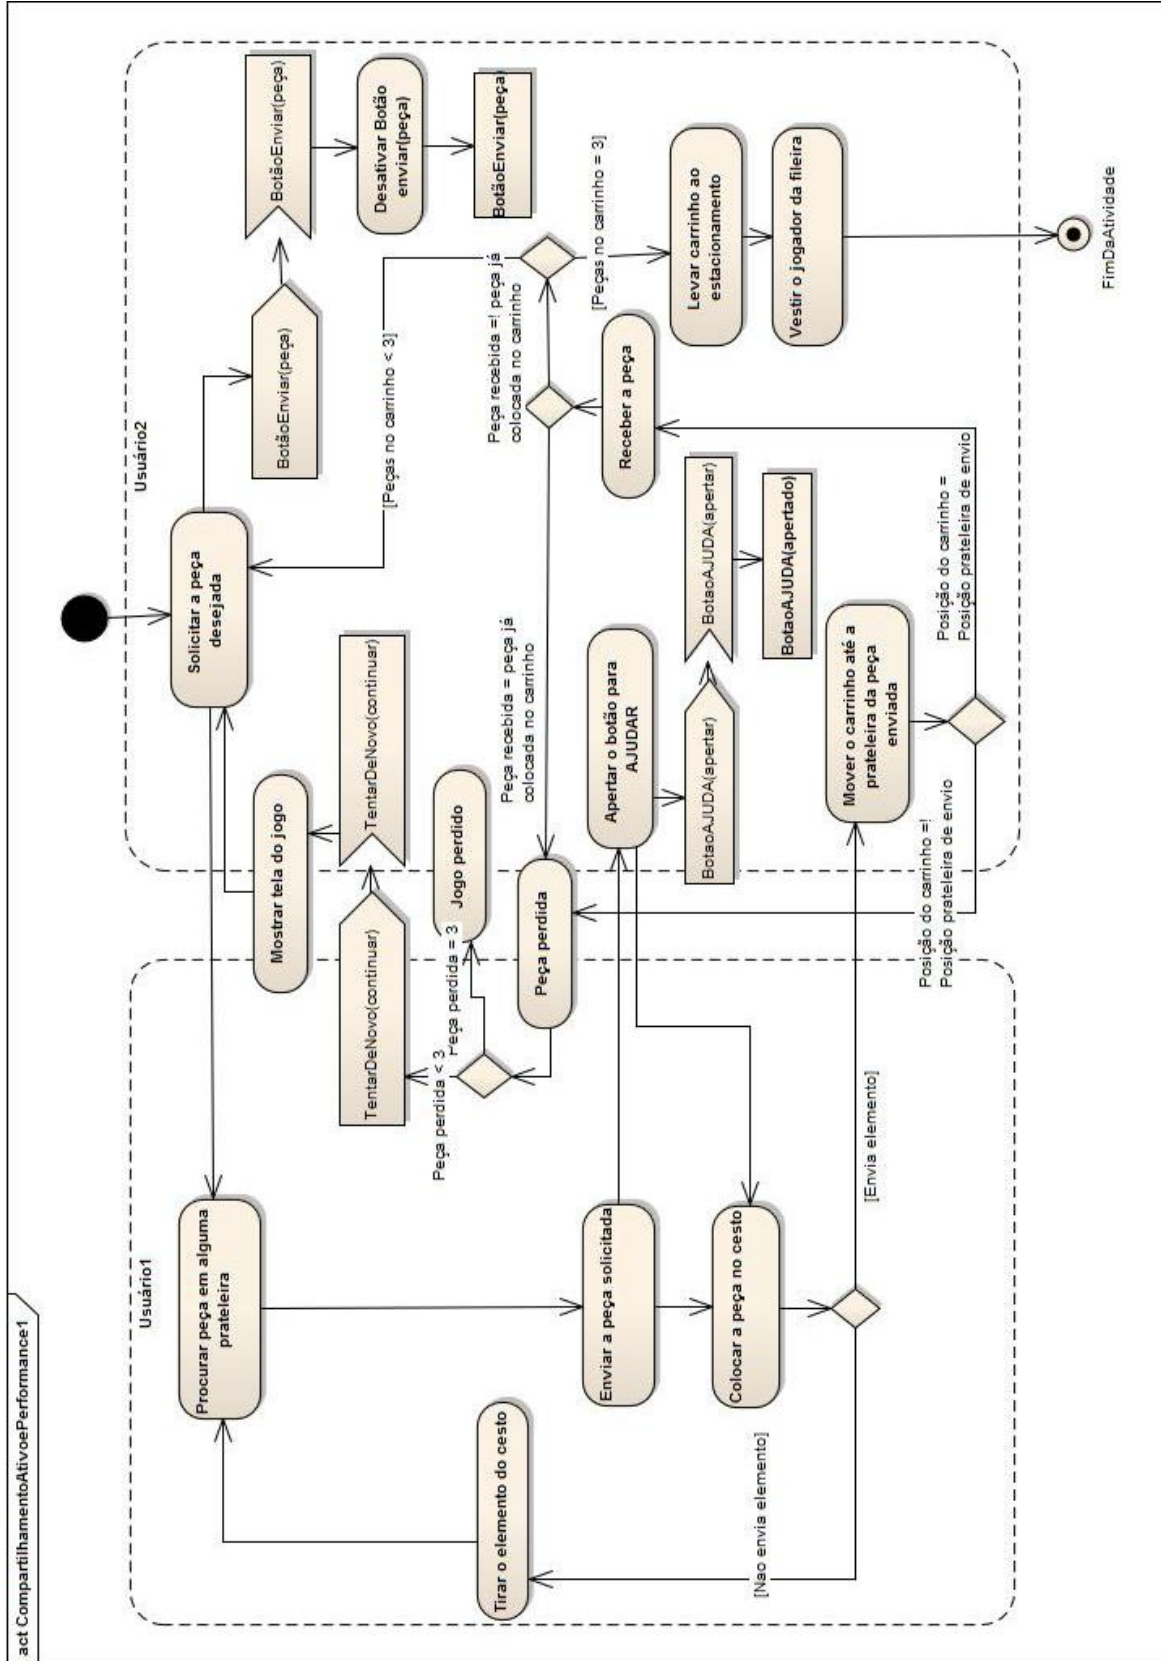 act CompartilhamentoAtivoePerformance1
Usuário1
Procurar peça em alguma
prateleira
Tirar o elemento do cesto
Enviar a peça solicitada
Colocar a peça no cesto
[Nao envia elemento]
[Envia elemento]
Usuário2
Solicitar a peça
desejada
BotãoEnviar(peça)
BotãoEnviar(peça)
Desativar Botão
enviar(peça)
BotãoEnviar(peça)
[Peças no carrinho < 3]
Mostrar tela do jogo
TentarDeNovo(continuar)
TentarDeNovo(continuar)
Jogo perdido
Peça perdida < 3
Peça perdida = 3
Peça perdida
Peça recebida = peça já
colocada no carrinho
Peça recebida =! peça já
colocada no carrinho
[Peças no carrinho = 3]
Receber a peça
Levar carrinho ao
estacionamento
Vestir o jogador da fileira
Apertar o botão para
AJUDAR
BotaoAJUDA(apertar)
BotaoAJUDA(apertar)
BotaoAJUDA(apertado)
Mover o carrinho até a
prateleira da peça
enviada
Posição do carrinho =!
Posição prateleira de envio
Posição do carrinho =
Posição prateleira de envio
FimDaAtividade